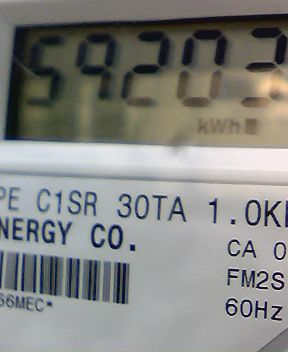 59203
kWh
PE C1SR 30TA 1.0K
NERGY CO.
CA 0
FM2S
60Hz
56MEC*